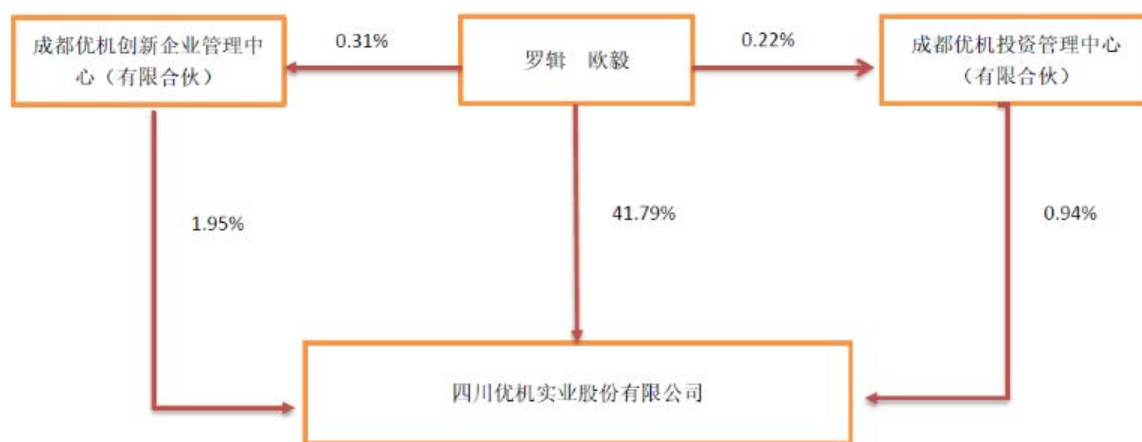 成都优机创新企业管理中
心（有限合伙）
0.31%
罗辑 欧毅
0.22%
成都优机投资管理中心
（有限合伙）
1.95%
41.79%
0.94%
四川优机实业股份有限公司